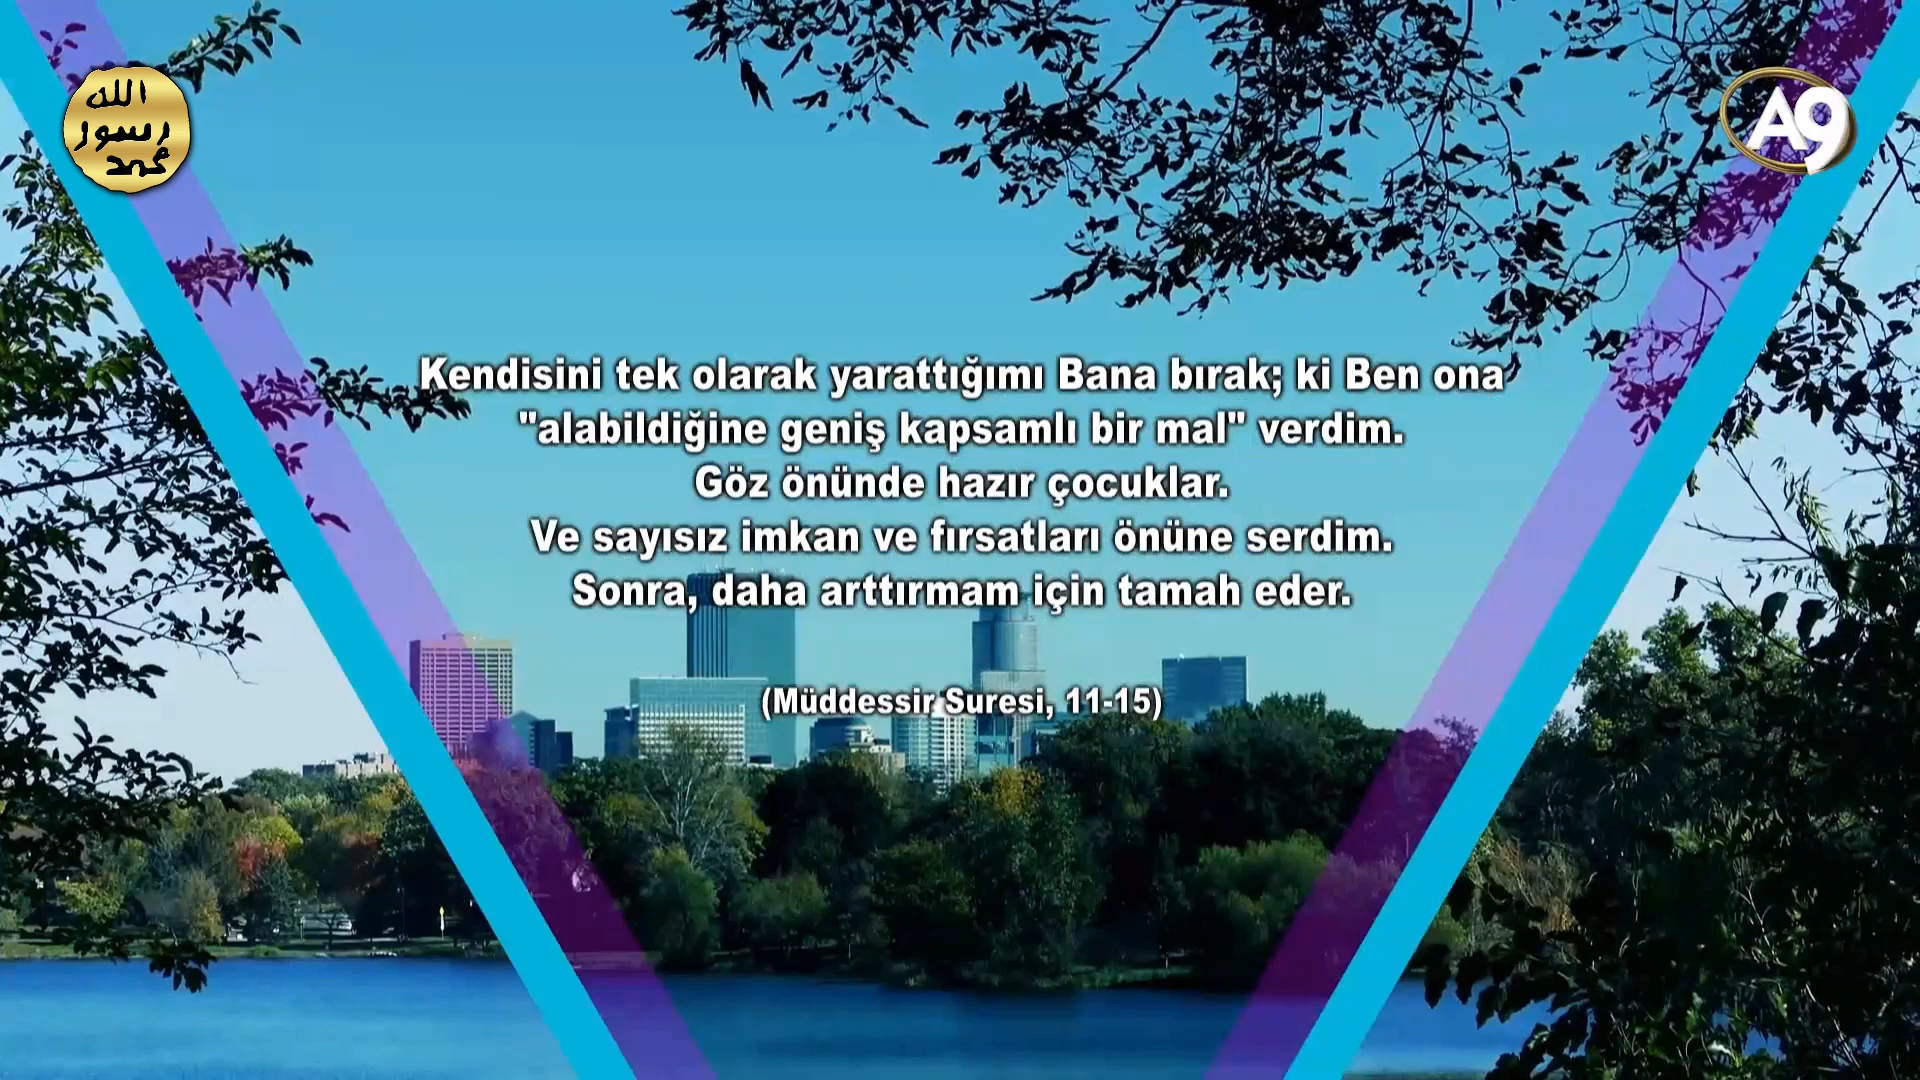 الله
رسول
محمد
A9
Kendisini tek olarak yarattığımı Bana bırak; ki Ben ona
"alabildiğine geniş kapsamlı bir mal" verdim.
Göz önünde hazır çocuklar.
Ve sayısız imkan ve fırsatları önüne serdim.
Sonra, daha arttırmam için tamah eder.
(Müddessir Suresi, 11-15)